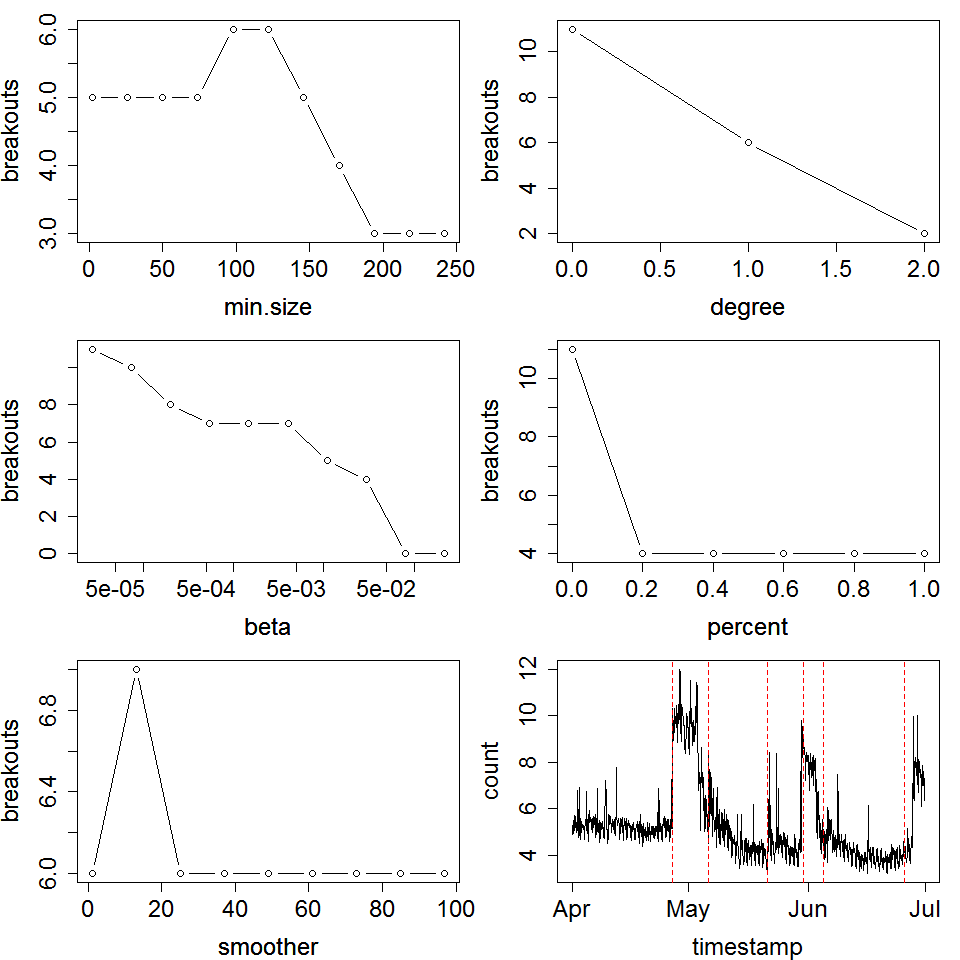 breakouts
6.0
5.0
4.0
3.0
0 50 100 150 200 250
min.size
breakouts
10
8
6
4
2
0.0 0.5 1.0 1.5 2.0
degree
breakouts
8
6
4
2
0
5e-05 5e-04 5e-03 5e-02
beta
breakouts
10
8
6
4
0.0 0.2 0.4 0.6 0.8 1.0
percent
breakouts
6.8
6.4
6.0
0 20 40 60 80 100
smoother
count
12
10
8
6
4
Apr May Jun Jul
timestamp